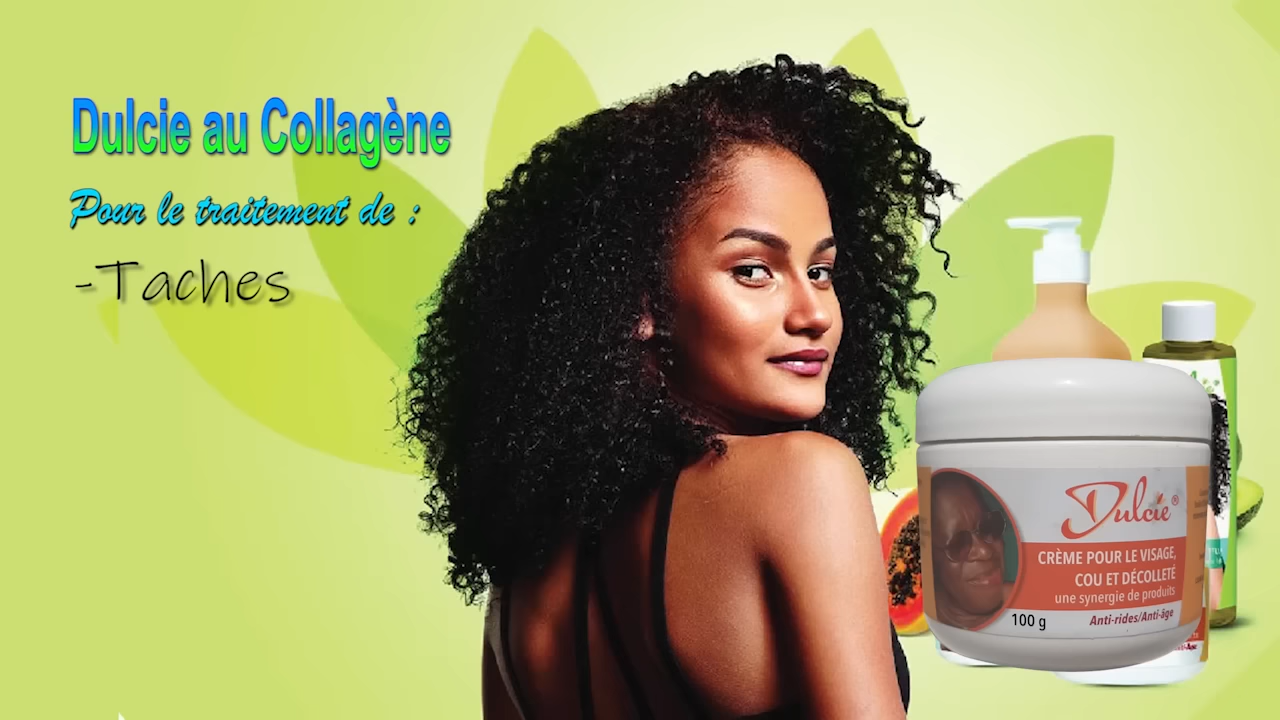 Dulcie au Collagène
Pour le traitement de :
-Taches
Dulcie®
CRÈME POUR LE VISAGE,
COU ET DÉCOLLETÉ
une synergie de produits
100 g
Anti-rides/Anti-âge